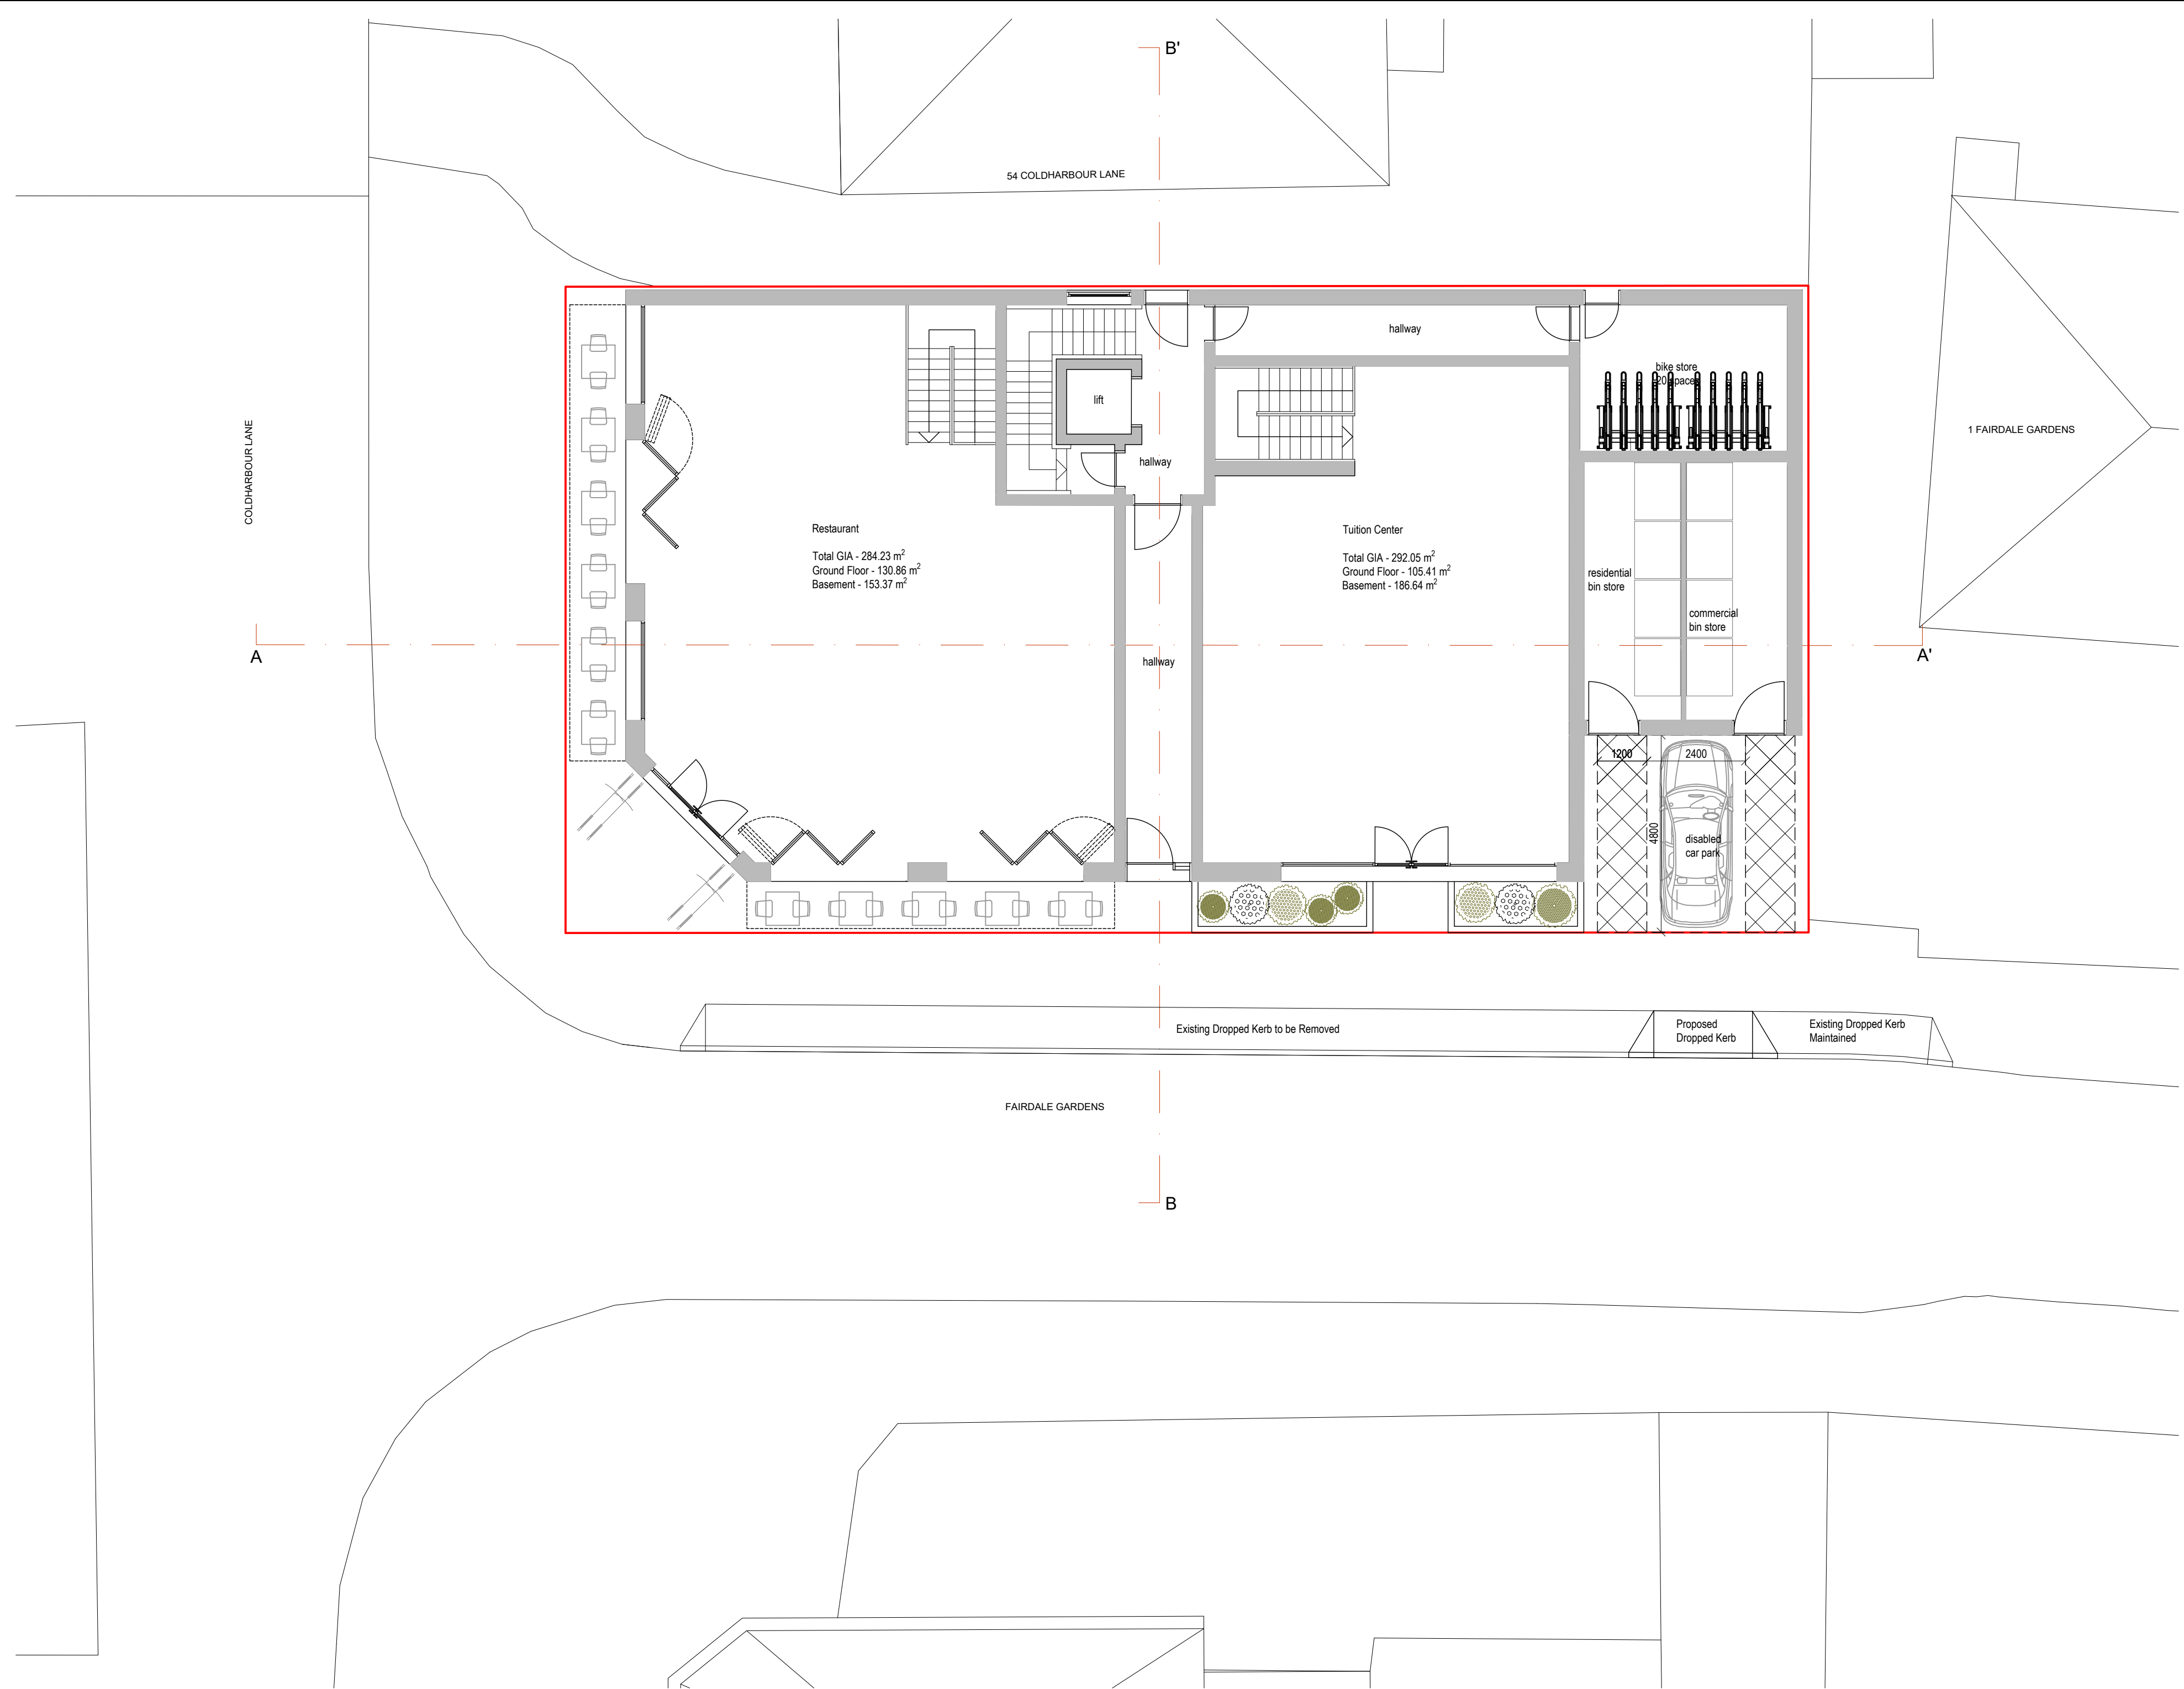 B'
54 COLDHARBOUR LANE
hallway
bike store
20 spaces
lift
COLDHARBOUR LANE
1 FAIRDALE GARDENS
hallway
Restaurant
Total GIA - 284.23 m²
Ground Floor - 130.86 m²
Basement - 153.37 m²
Tuition Center
Total GIA - 292.05 m²
Ground Floor - 105.41 m²
Basement - 186.64 m²
residential
bin store
commercial
bin store
A
A'
hallway
1200
2400
4800
disabled
car park
Existing Dropped Kerb to be Removed
Proposed
Dropped Kerb
Existing Dropped Kerb
Maintained
FAIRDALE GARDENS
B